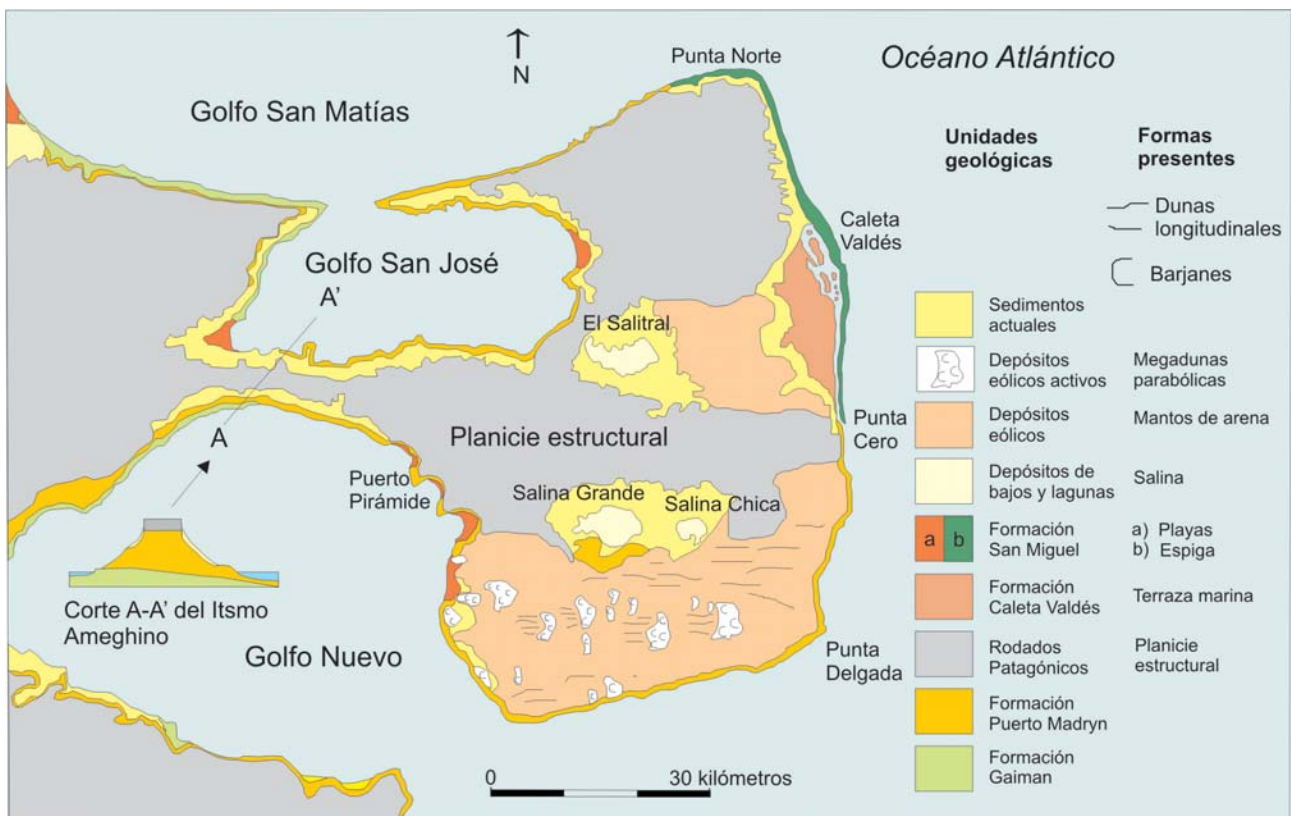 Punta Norte
Océano Atlántico
N
Golfo San Matías
Caleta
Valdés
Golfo San José
A'
El Salitral
A
Planicie estructural
Punta
Cero
Puerto
Pirámide
Salina Grande
Salina Chica
Corte A-A' del Itsmo
Ameghino
Golfo Nuevo
Punta
Delgada
0 30 kilómetros
Unidades
geológicas
Formas
presentes
Dunas
longitudinales
Barjanes
Sedimentos
actuales
Depósitos
eólicos activos
Megadunas
parabólicas
Depósitos
eólicos
Mantos de arena
Depósitos de
bajos y lagunas
Salina
a b
Formación
San Miguel
a) Playas
b) Espiga
Formación
Caleta Valdés
Terraza marina
Rodados
Patagónicos
Planicie
estructural
Formación
Puerto Madryn
Formación
Gaiman